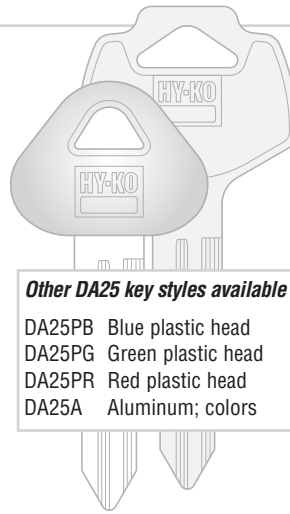 HY-KO
HY-KO
Other DA25 key styles available
DA25PB Blue plastic head
DA25PG Green plastic head
DA25PR Red plastic head
DA25A Aluminum; colors